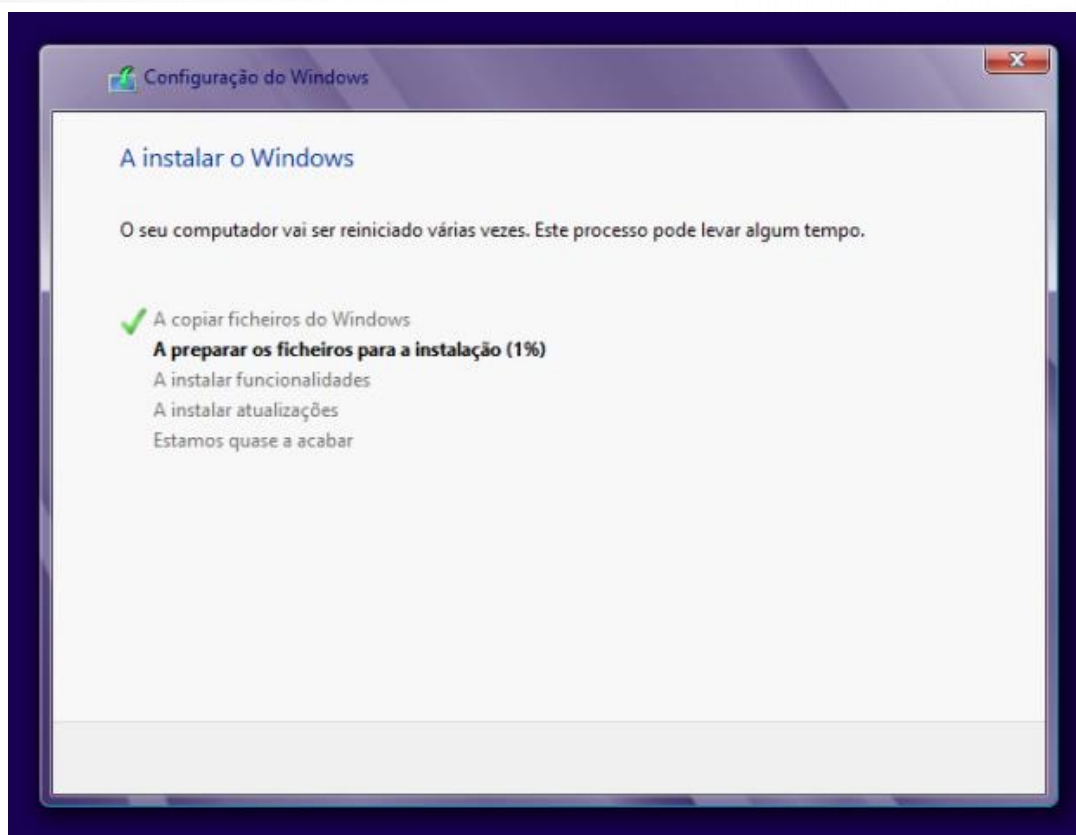 Configuração do Windows
A instalar o Windows
O seu computador vai ser reiniciado várias vezes. Este processo pode levar algum tempo.
A copiar ficheiros do Windows
A preparar os ficheiros para a instalação (1%)
A instalar funcionalidades
A instalar atualizações
Estamos quase a acabar